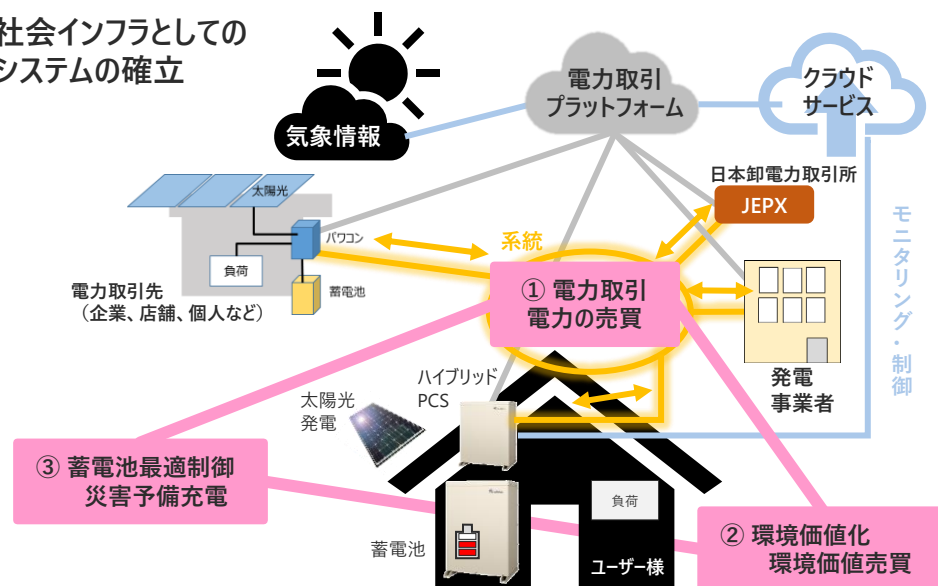 社会インフラとしての
システムの確立
気象情報
電力取引
プラットフォーム
クラウド
サービス
日本卸電力取引所
JEPX
太陽光
パワコン
負荷
蓄電池
電力取引先
（企業、店舗、個人など）
系統
① 電力取引
電力の売買
モニタリング・制御
発電
事業者
ハイブリッド
PCS
太陽光
発電
③ 蓄電池最適制御
災害予備充電
蓄電池
負荷
ユーザー様
② 環境価値化
環境価値売買